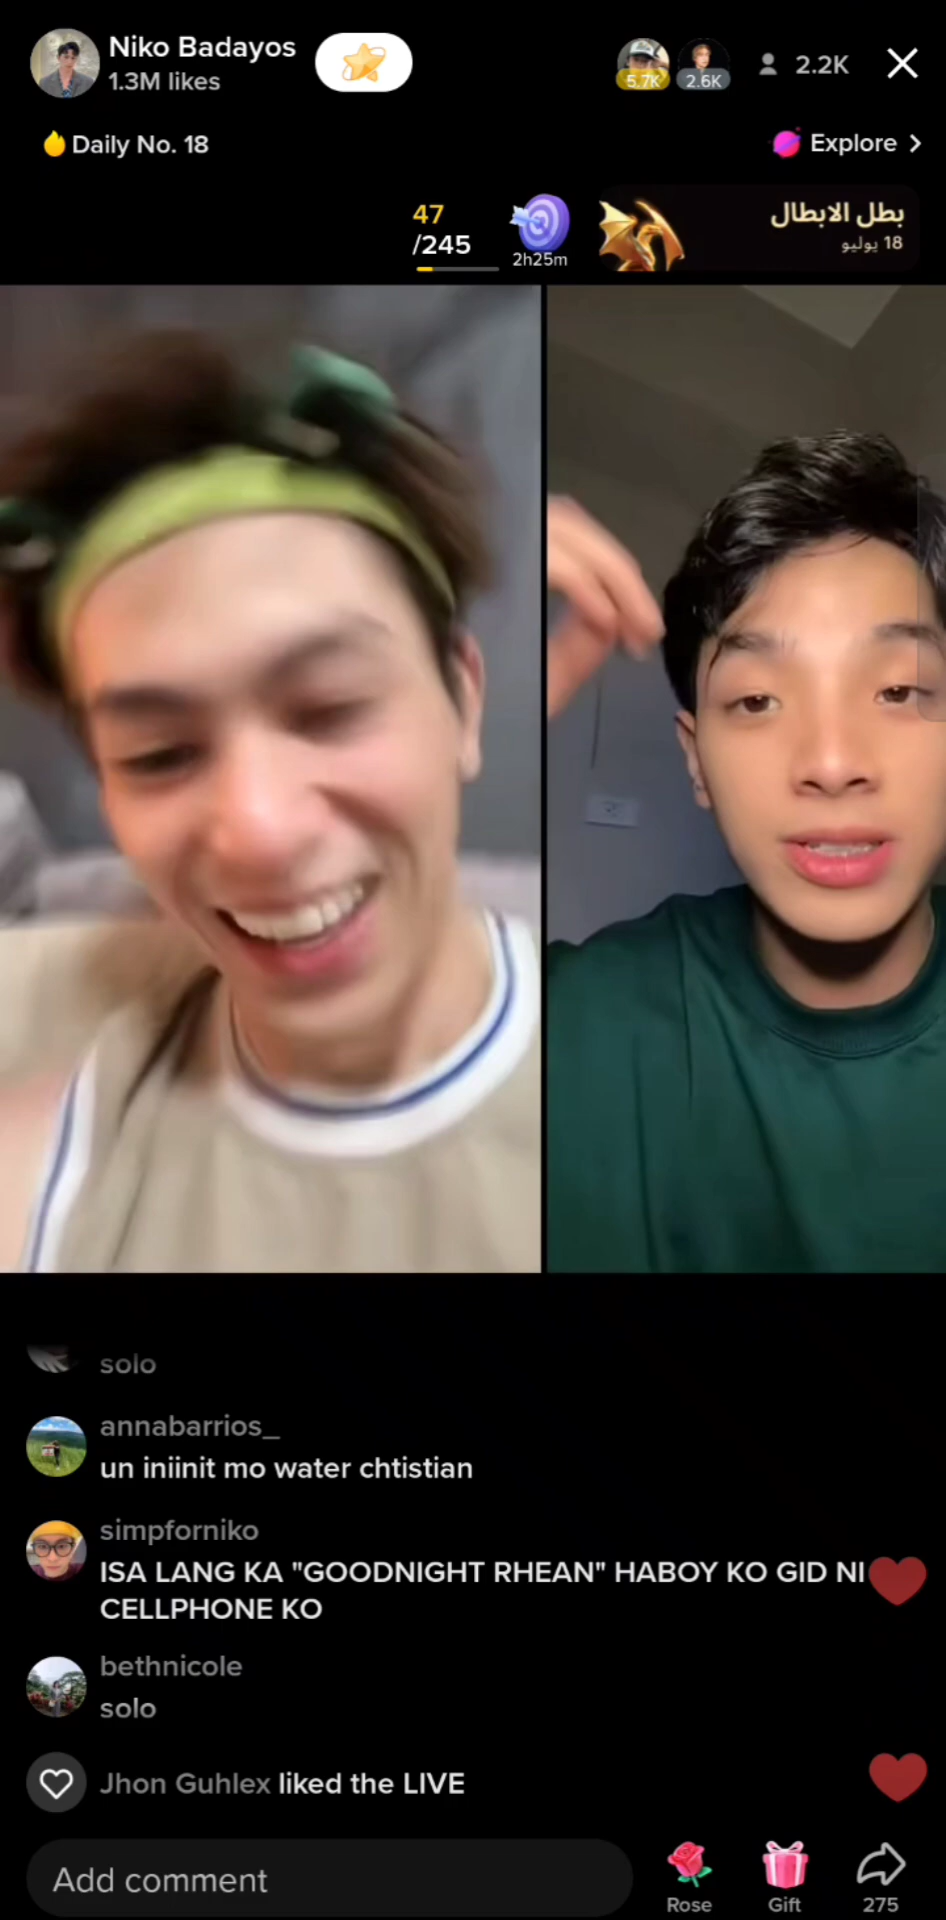 Niko Badayos
1.3M likes
5.7K
2.6K
2.2K
Daily No. 18
Explore
47
/245
2h25m
بطل الابطال
18 يوليو
solo
annabarrios_
un iniinit mo water chtistian
simpforniko
ISA LANG KA "GOODNIGHT RHEAN" HABOY KO GID NI
CELLPHONE KO
bethnicole
solo
Jhon Guhlex liked the LIVE
Add comment
Rose
Gift
275